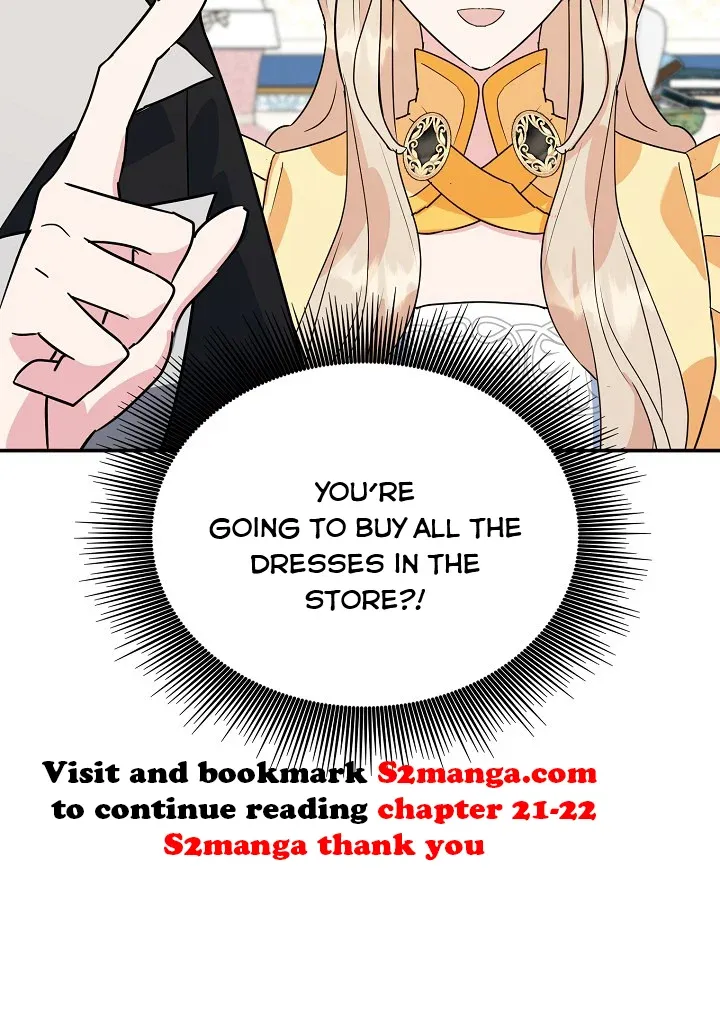 YOU'RE
GOING TO BUY ALL THE
DRESSES IN THE
STORE?!
Visit and bookmark S2manga.com
to continue reading chapter 21-22
S2manga thank you